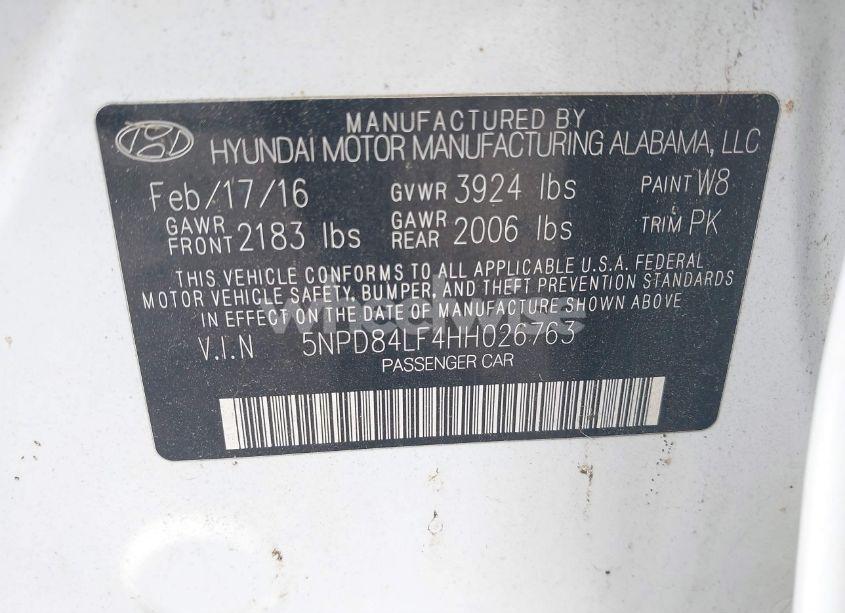 MANUFACTURED BY
HYUNDAI MOTOR MANUFACTURING ALABAMA, LLC
Feb/17/16 GVWR 3924 lbs PAINT W8
GAWR FRONT 2183 lbs GAWR REAR 2006 lbs TRIM PK
THIS VEHICLE CONFORMS TO ALL APPLICABLE U.S.A. FEDERAL
MOTOR VEHICLE SAFETY, BUMPER, AND THEFT PREVENTION STANDARDS
IN EFFECT ON THE DATE OF MANUFACTURE SHOWN ABOVE
wheelwise
V.I.N 5NPD84LF4HH026763
PASSENGER CAR